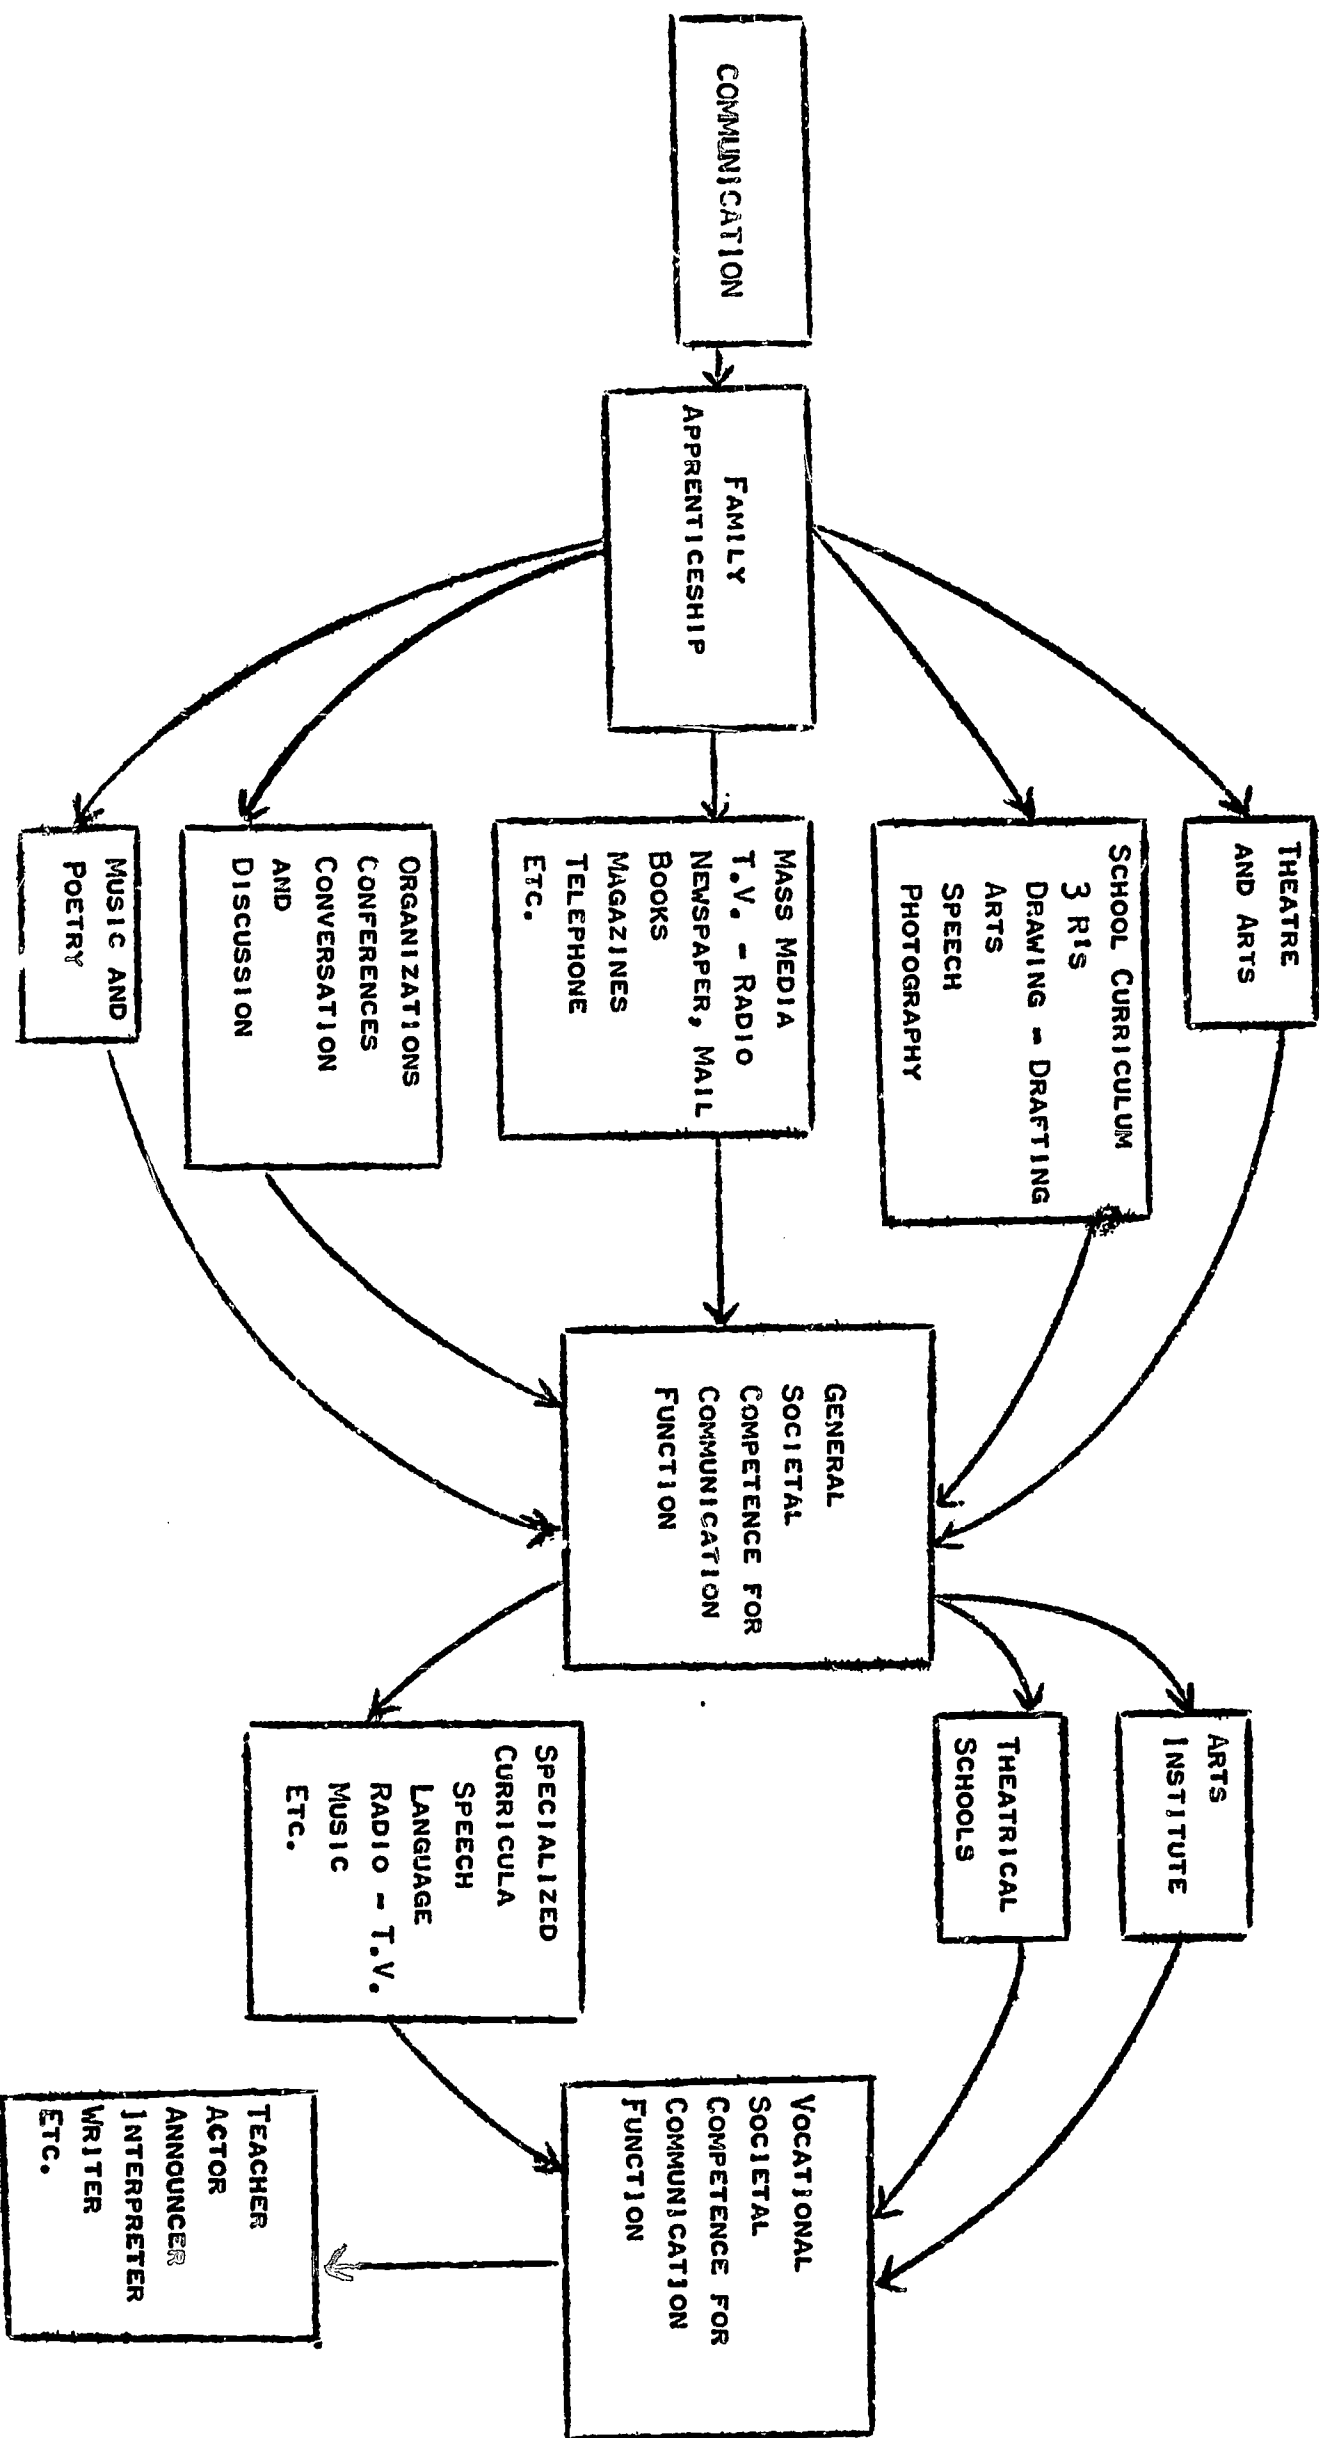 COMMUNICATION
FAMILY
APPRENTICESHIP
THEATRE
AND ARTS
SCHOOL CURRICULUM
3 R'S
DRAWING - DRAFTING
ARTS
SPEECH
PHOTOGRAPHY
MASS MEDIA
T.V. - RADIO
NEWSPAPER, MAIL
BOOKS
MAGAZINES
TELEPHONE
ETC.
ORGANIZATIONS
CONFERENCES
CONVERSATION
AND
DISCUSSION
MUSIC AND
POETRY
GENERAL
SOCIETAL
COMPETENCE FOR
COMMUNICATION
FUNCTION
ARTS
INSTITUTE
THEATRICAL
SCHOOLS
SPECIALIZED
CURRICULA
SPEECH
LANGUAGE
RADIO - T.V.
MUSIC
ETC.
VOCATIONAL
SOCIETAL
COMPETENCE FOR
COMMUNICATION
FUNCTION
TEACHER
ACTOR
ANNOUNCER
INTERPRETER
WRITER
ETC.